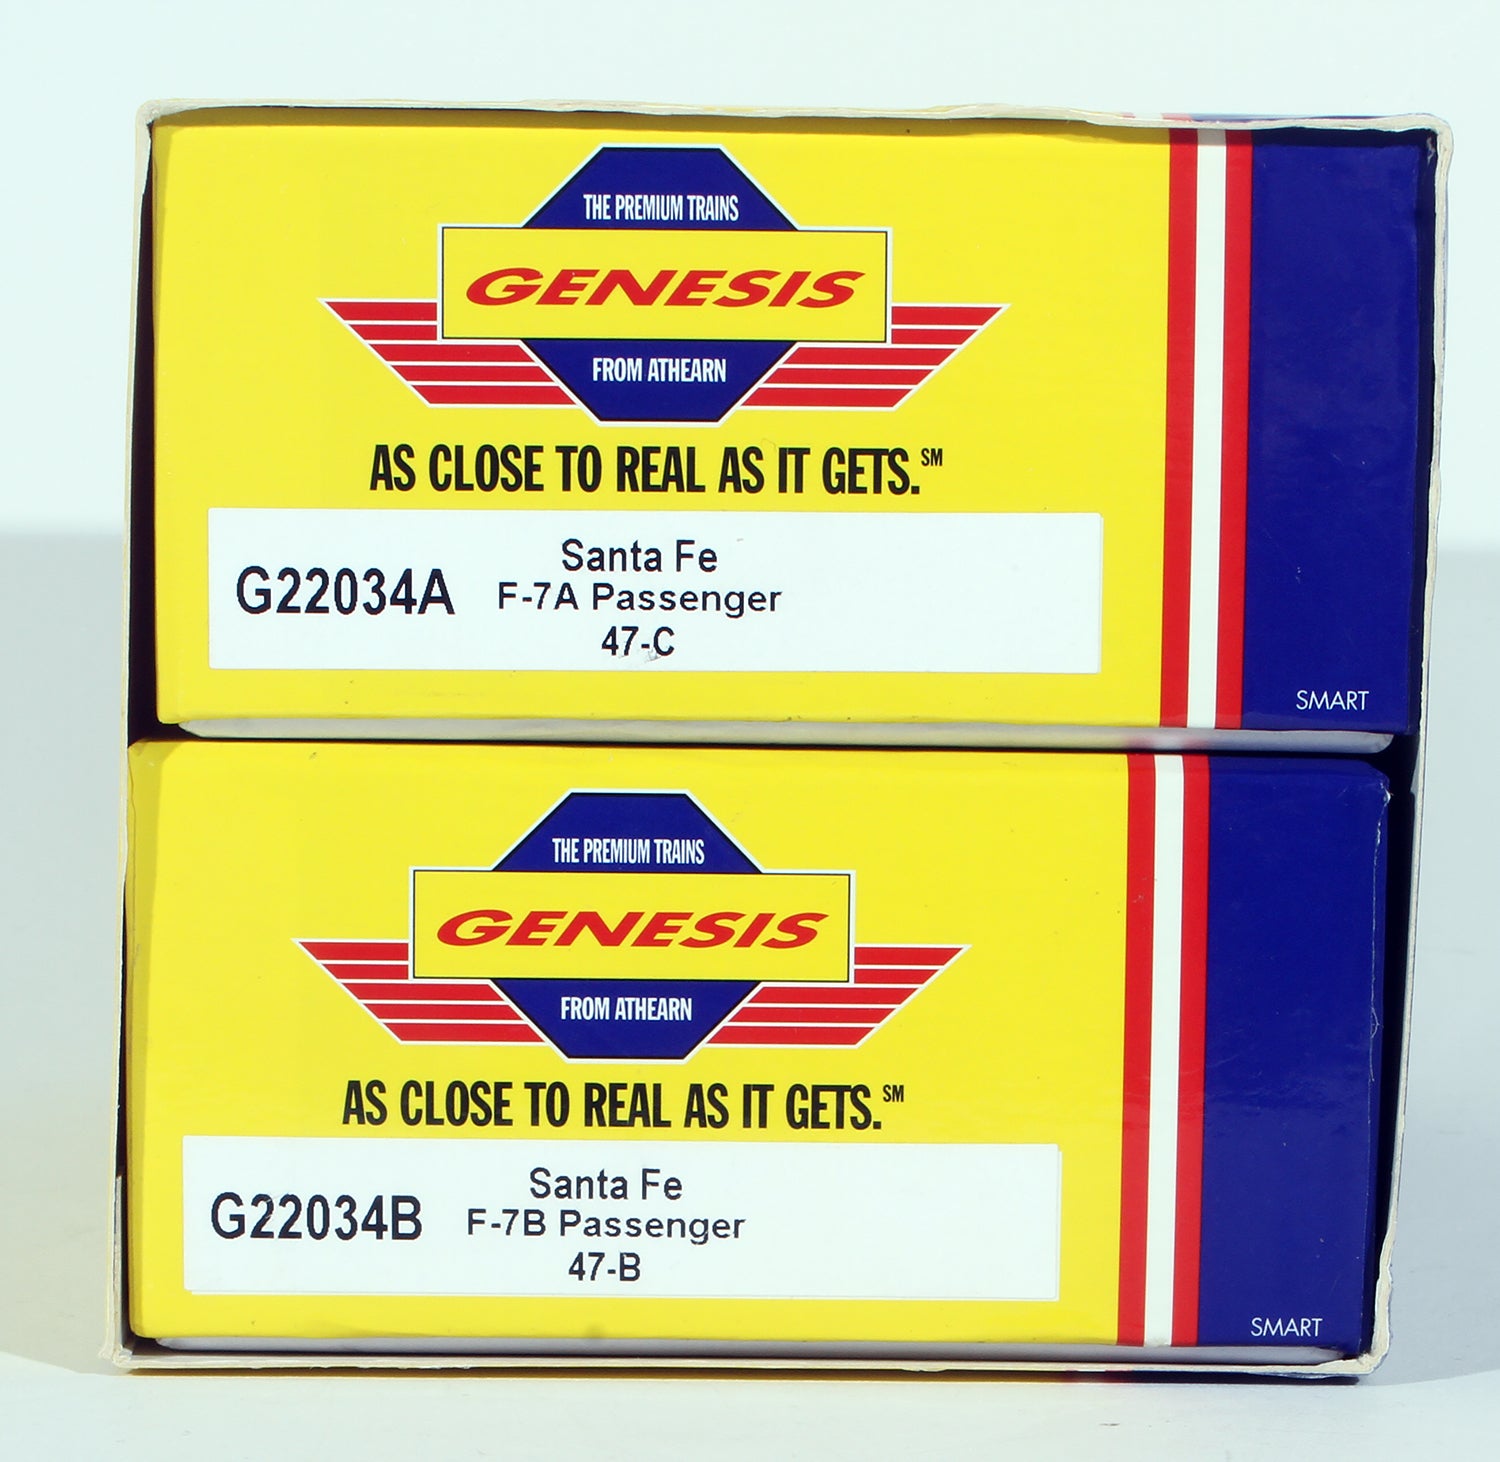 THE PREMIUM TRAINS
GENESIS
FROM ATHEARN
AS CLOSE TO REAL AS IT GETS.℠
Santa Fe
G22034A F-7A Passenger
47-C
SMART
THE PREMIUM TRAINS
GENESIS
FROM ATHEARN
AS CLOSE TO REAL AS IT GETS.℠
Santa Fe
G22034B F-7B Passenger
47-B
SMART